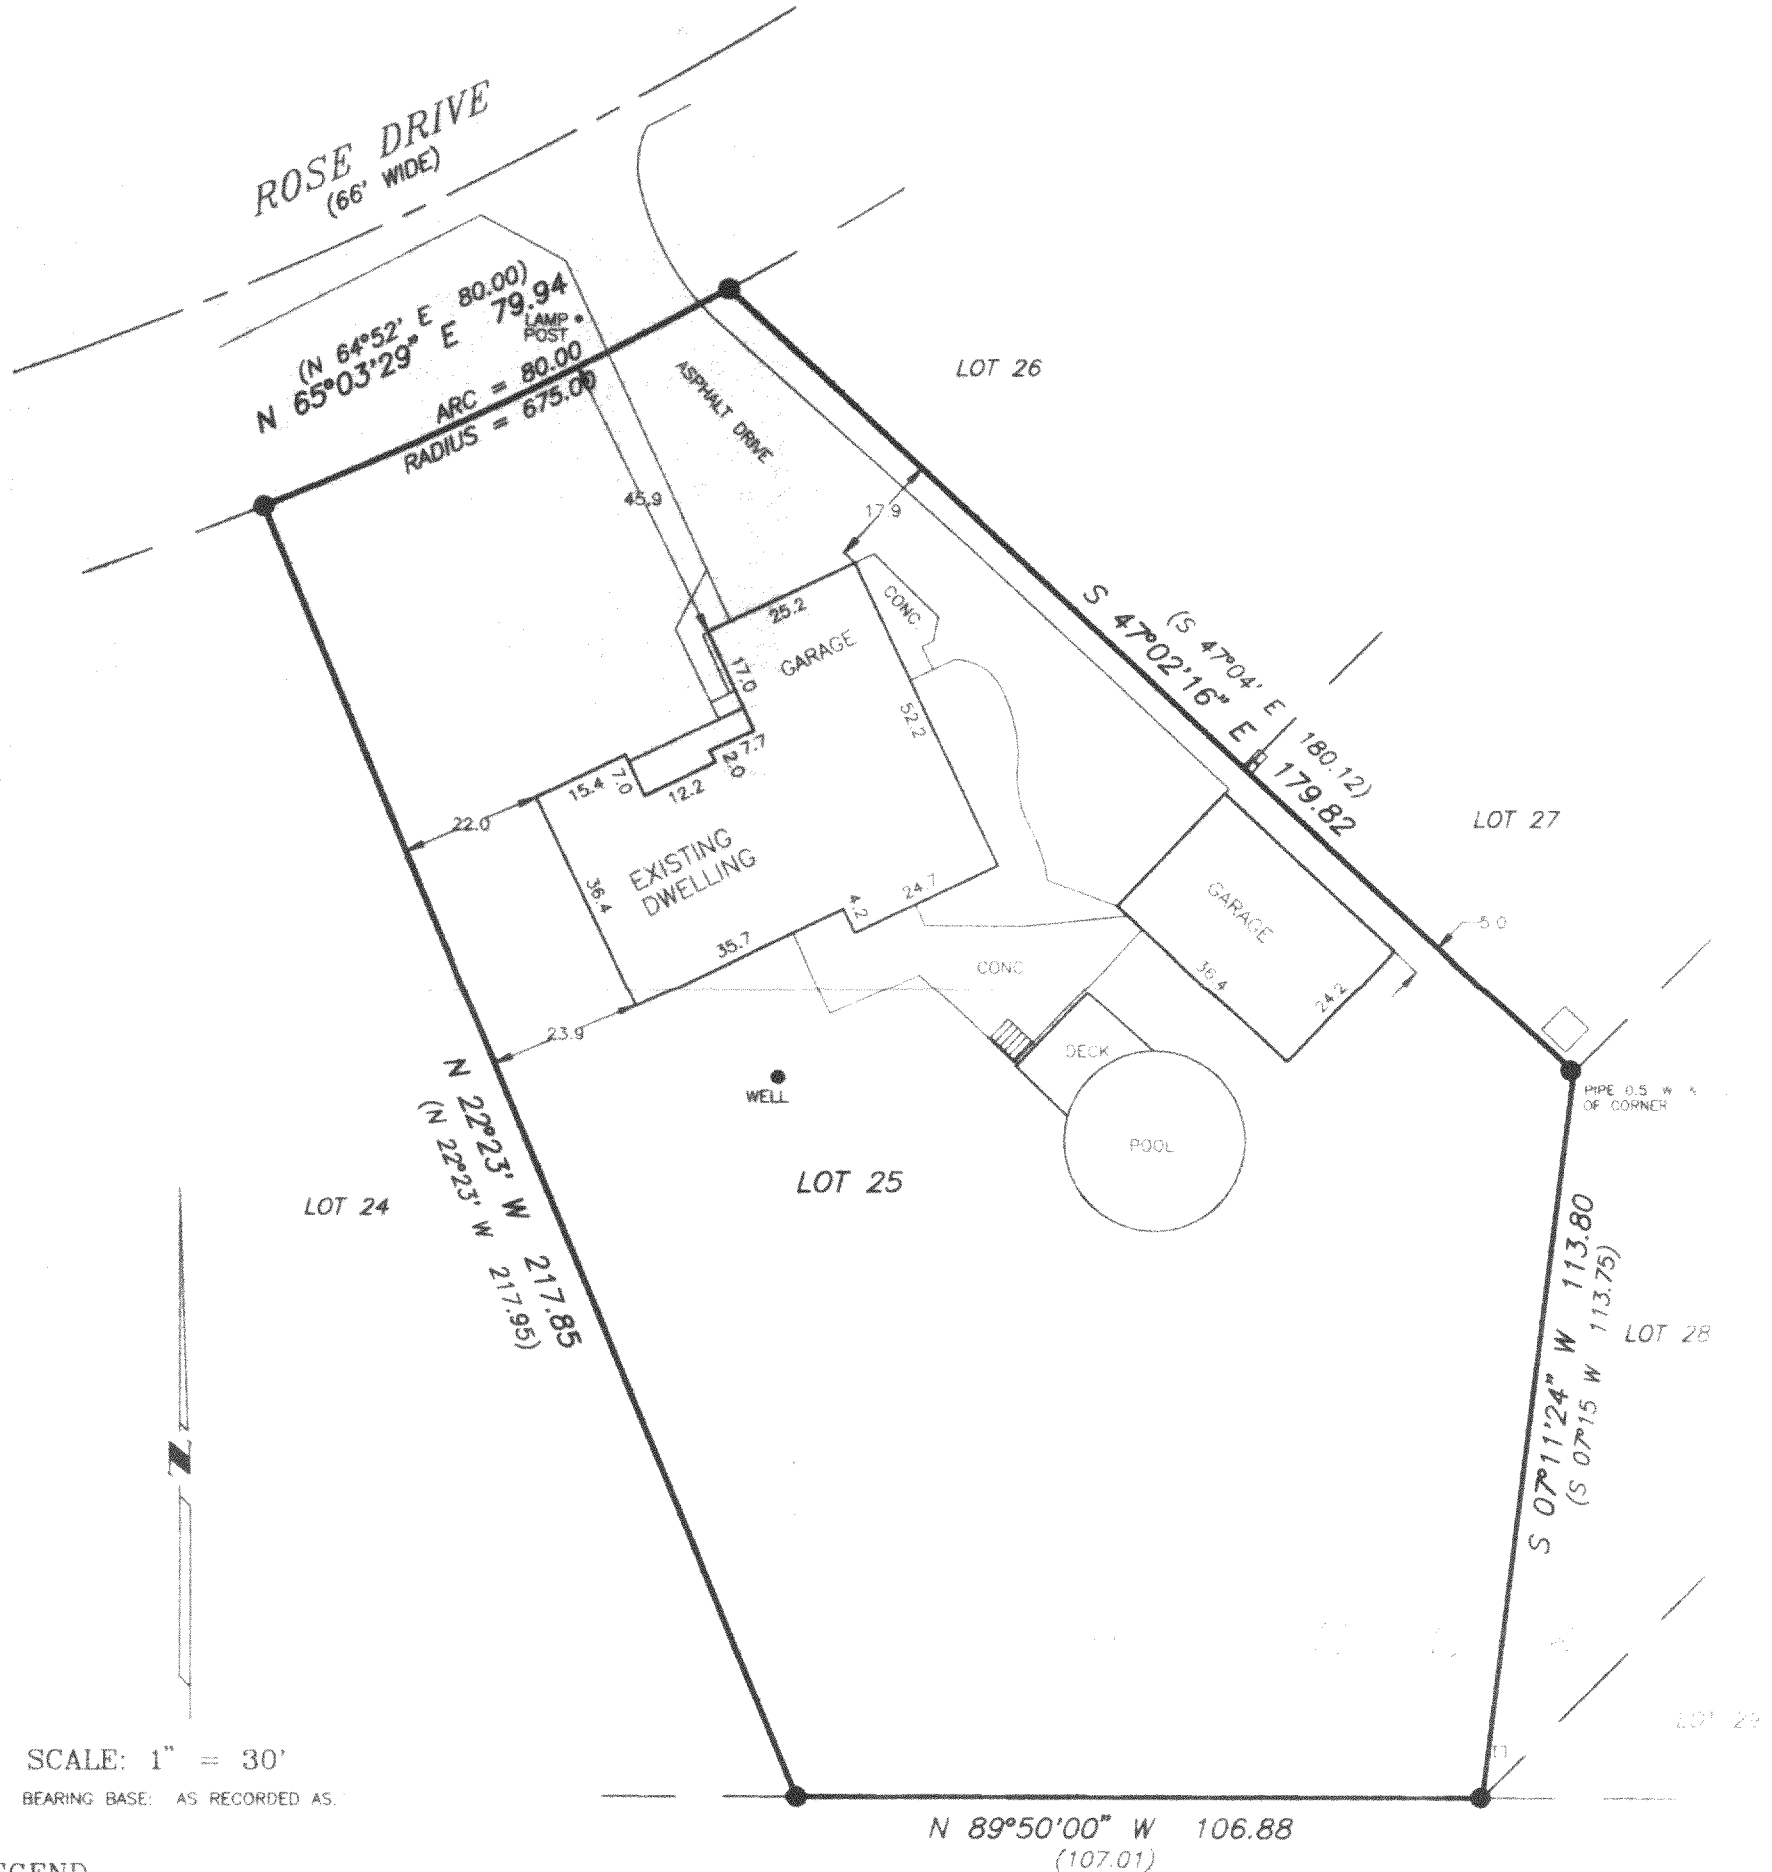 ROSE DRIVE
(66' WIDE)
(N 64°52' E 80.00)
N 65°03'29" E 79.94
LAMP
POST
ARC = 80.00
RADIUS = 675.00
ASPHALT DRIVE
LOT 26
45.9
17.9
CONC.
25.2
GARAGE
17.0
52.2
S 47°02'16" E 179.82
(S 47°04' E 180.12)
7.7
2.0
12.2
7.0
15.4
22.0
LOT 27
EXISTING
DWELLING
36.4
24.7
4.2
35.7
GARAGE
5.0
CONC
36.4
24.2
23.9
DECK
WELL
PIPE 0.5 W
OF CORNER
POOL
N 22°23' W 217.85
(N 22°23' W 217.95)
LOT 25
LOT 24
S 07°11'24" W 113.80
(S 07°15 W 113.75)
LOT 28
N
LOT 29
SCALE: 1" = 30'
BEARING BASE: AS RECORDED AS.
N 89°50'00" W 106.88
(107.01)